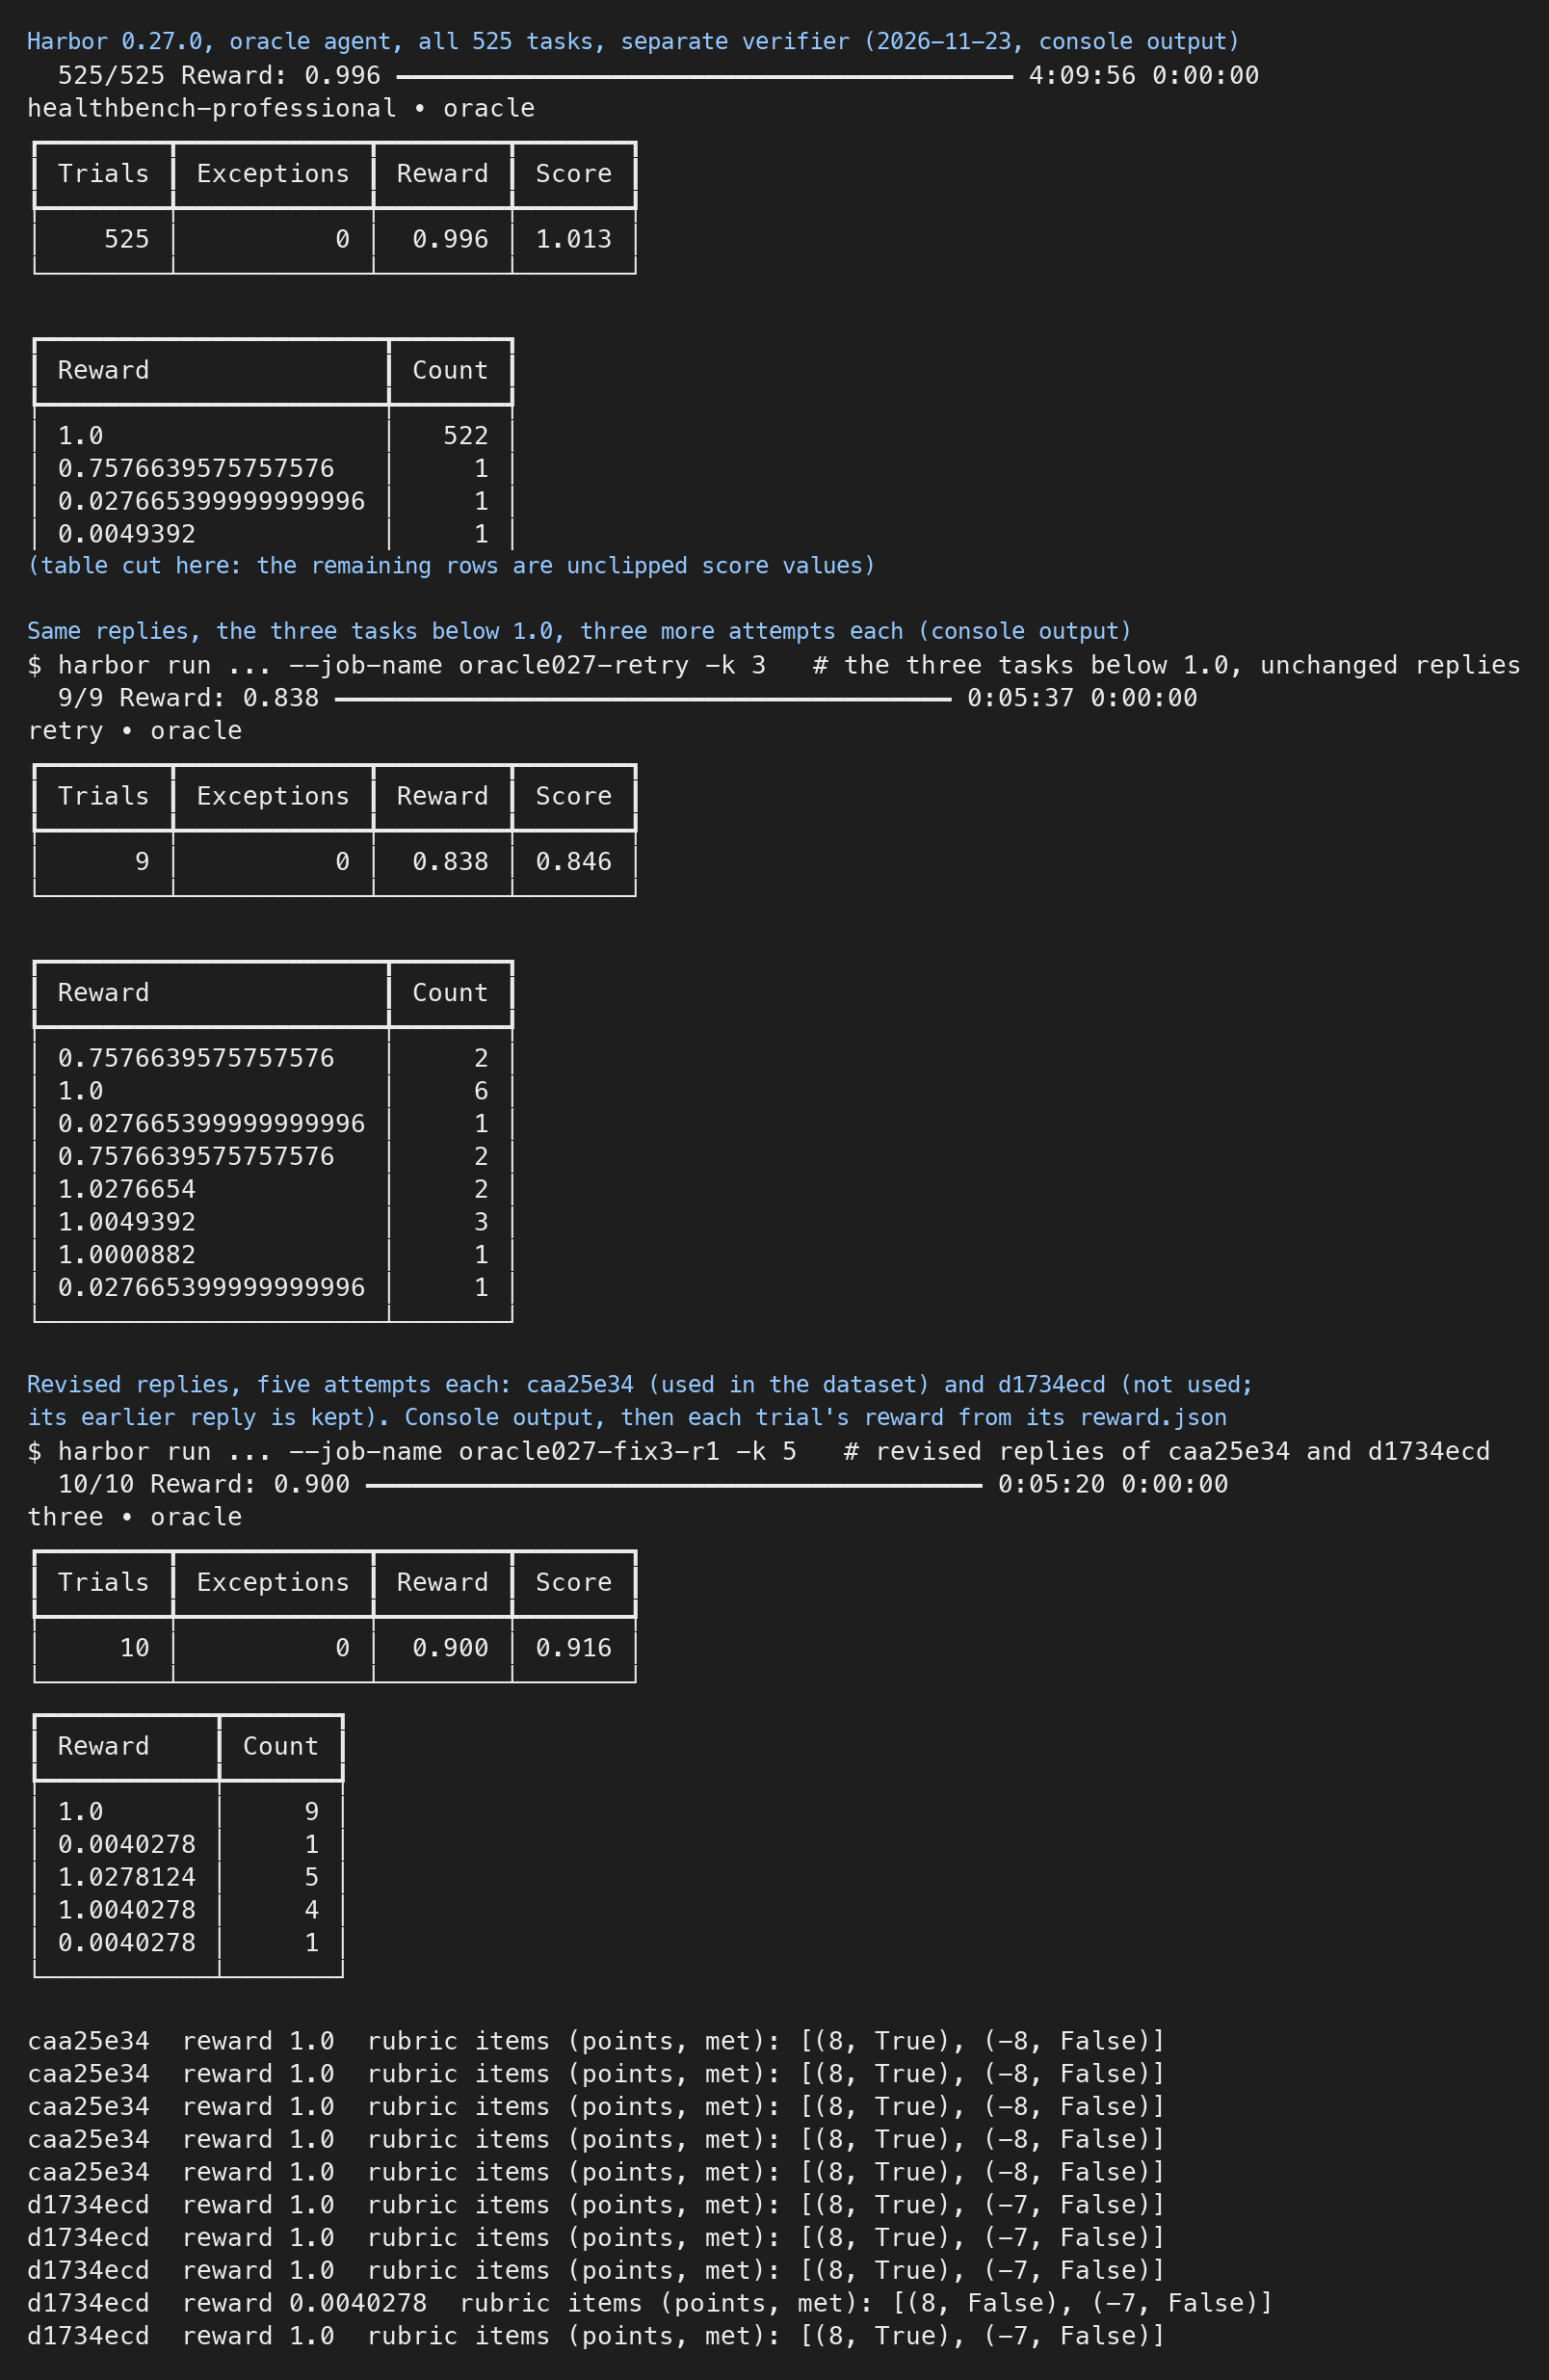 Harbor 0.27.0, oracle agent, all 525 tasks, separate verifier (2026-11-23, console output)
525/525 Reward: 0.996 ━━━━━━━━━━━━━━━━━━━━━━━━━━━━━━━━━━━━━━━━ 4:09:56 0:00:00
healthbench-professional • oracle
┏━━━━━━━━┳━━━━━━━━━━━━┳━━━━━━━━┳━━━━━━━┓
┃ Trials ┃ Exceptions ┃ Reward ┃ Score ┃
┡━━━━━━━━╇━━━━━━━━━━━━╇━━━━━━━━╇━━━━━━━┩
│    525 │          0 │  0.996 │ 1.013 │
└────────┴────────────┴────────┴───────┘
┏━━━━━━━━━━━━━━━━━━━━━━┳━━━━━━━┓
┃ Reward               ┃ Count ┃
┡━━━━━━━━━━━━━━━━━━━━━━╇━━━━━━━┩
│ 1.0                  │   522 │
│ 0.7576639575757576   │     1 │
│ 0.027665399999999996 │     1 │
│ 0.0049392            │     1 │
(table cut here: the remaining rows are unclipped score values)
Same replies, the three tasks below 1.0, three more attempts each (console output)
$ harbor run ... --job-name oracle027-retry -k 3   # the three tasks below 1.0, unchanged replies
9/9 Reward: 0.838 ━━━━━━━━━━━━━━━━━━━━━━━━━━━━━━━━━━━━━━━━ 0:05:37 0:00:00
retry • oracle
┏━━━━━━━━┳━━━━━━━━━━━━┳━━━━━━━━┳━━━━━━━┓
┃ Trials ┃ Exceptions ┃ Reward ┃ Score ┃
┡━━━━━━━━╇━━━━━━━━━━━━╇━━━━━━━━╇━━━━━━━┩
│      9 │          0 │  0.838 │ 0.846 │
└────────┴────────────┴────────┴───────┘
┏━━━━━━━━━━━━━━━━━━━━━━┳━━━━━━━┓
┃ Reward               ┃ Count ┃
┡━━━━━━━━━━━━━━━━━━━━━━╇━━━━━━━┩
│ 0.7576639575757576   │     2 │
│ 1.0                  │     6 │
│ 0.027665399999999996 │     1 │
│ 0.7576639575757576   │     2 │
│ 1.0276654            │     2 │
│ 1.0049392            │     3 │
│ 1.0000882            │     1 │
│ 0.027665399999999996 │     1 │
└──────────────────────┴───────┘
Revised replies, five attempts each: caa25e34 (used in the dataset) and d1734ecd (not used;
its earlier reply is kept). Console output, then each trial's reward from its reward.json
$ harbor run ... --job-name oracle027-fix3-r1 -k 5   # revised replies of caa25e34 and d1734ecd
10/10 Reward: 0.900 ━━━━━━━━━━━━━━━━━━━━━━━━━━━━━━━━━━━━━━━━ 0:05:20 0:00:00
three • oracle
┏━━━━━━━━┳━━━━━━━━━━━━┳━━━━━━━━┳━━━━━━━┓
┃ Trials ┃ Exceptions ┃ Reward ┃ Score ┃
┡━━━━━━━━╇━━━━━━━━━━━━╇━━━━━━━━╇━━━━━━━┩
│     10 │          0 │  0.900 │ 0.916 │
└────────┴────────────┴────────┴───────┘
┏━━━━━━━━━━━┳━━━━━━━┓
┃ Reward    ┃ Count ┃
┡━━━━━━━━━━━╇━━━━━━━┩
│ 1.0       │     9 │
│ 0.0040278 │     1 │
│ 1.0278124 │     5 │
│ 1.0040278 │     4 │
│ 0.0040278 │     1 │
└───────────┴───────┘
caa25e34  reward 1.0  rubric items (points, met): [(8, True), (-8, False)]
caa25e34  reward 1.0  rubric items (points, met): [(8, True), (-8, False)]
caa25e34  reward 1.0  rubric items (points, met): [(8, True), (-8, False)]
caa25e34  reward 1.0  rubric items (points, met): [(8, True), (-8, False)]
caa25e34  reward 1.0  rubric items (points, met): [(8, True), (-8, False)]
d1734ecd  reward 1.0  rubric items (points, met): [(8, True), (-7, False)]
d1734ecd  reward 1.0  rubric items (points, met): [(8, True), (-7, False)]
d1734ecd  reward 1.0  rubric items (points, met): [(8, True), (-7, False)]
d1734ecd  reward 0.0040278  rubric items (points, met): [(8, False), (-7, False)]
d1734ecd  reward 1.0  rubric items (points, met): [(8, True), (-7, False)]